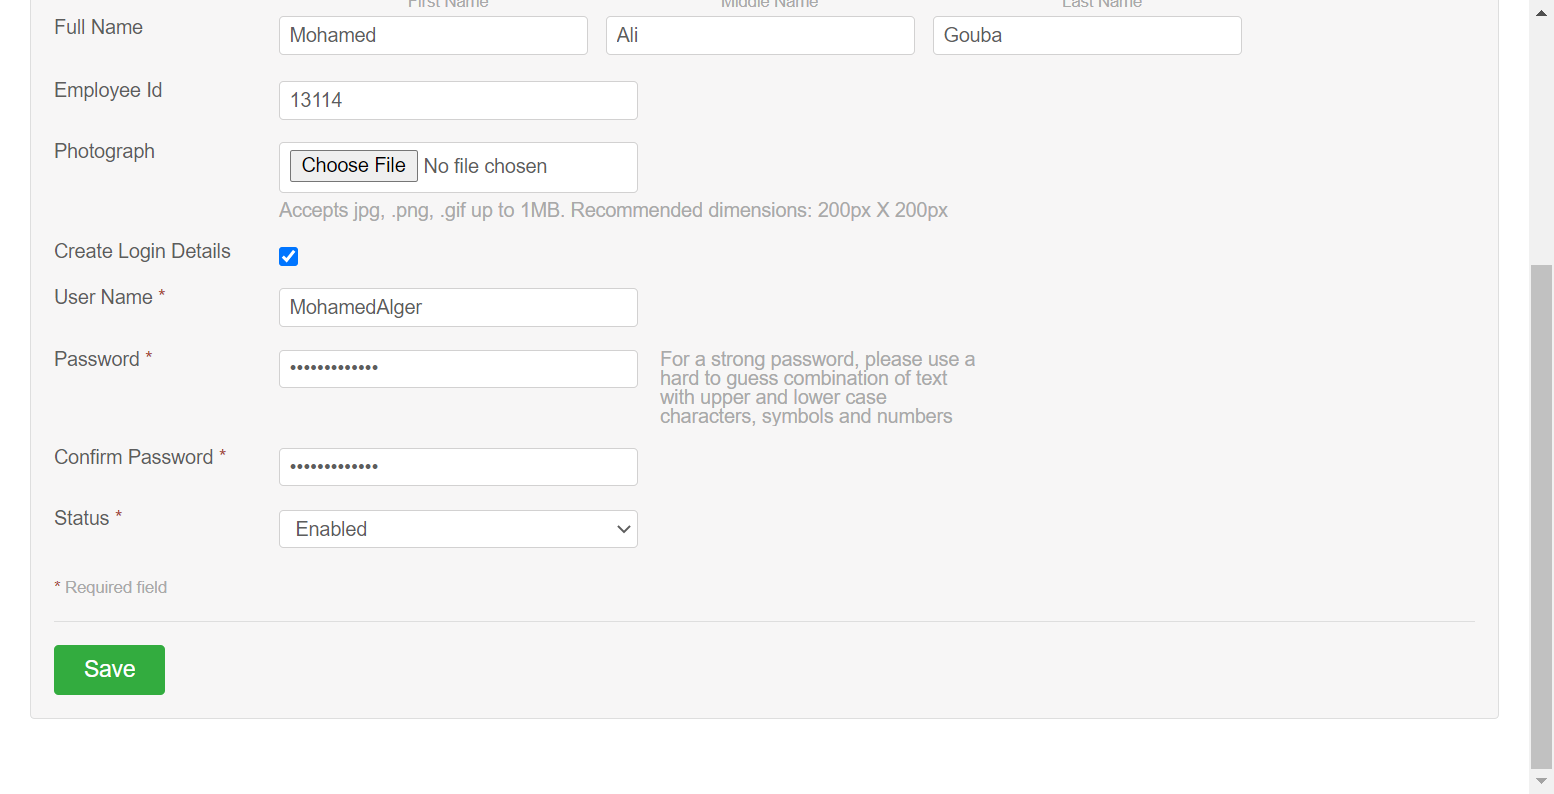 First Name Middle Name Last Name
Full Name Mohamed Ali Gouba
Employee Id 13114
Photograph Choose File No file chosen
Accepts jpg, .png, .gif up to 1MB. Recommended dimensions: 200px X 200px
Create Login Details
User Name * MohamedAlger
Password * ••••••••••••• For a strong password, please use a
hard to guess combination of text
with upper and lower case
characters, symbols and numbers
Confirm Password * •••••••••••••
Status * Enabled
* Required field
Save